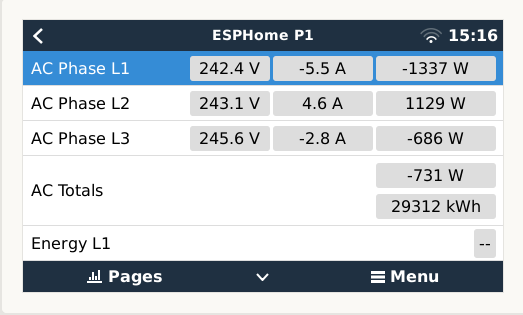 ESPHome P1 15:16
AC Phase L1 242.4 V -5.5 A -1337 W
AC Phase L2 243.1 V 4.6 A 1129 W
AC Phase L3 245.6 V -2.8 A -686 W
AC Totals -731 W
29312 kWh
Energy L1 --
Pages Menu